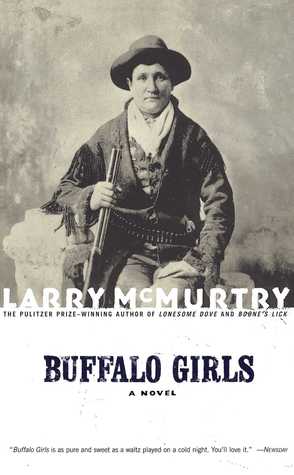 LARRY McMURTRY
THE PULITZER PRIZE–WINNING AUTHOR OF LONESOME DOVE AND BOONE'S LICK
BUFFALO GIRLS
A NOVEL
"Buffalo Girls is as pure and sweet as a waltz played on a cold night. You'll love it." —NEWSDAY